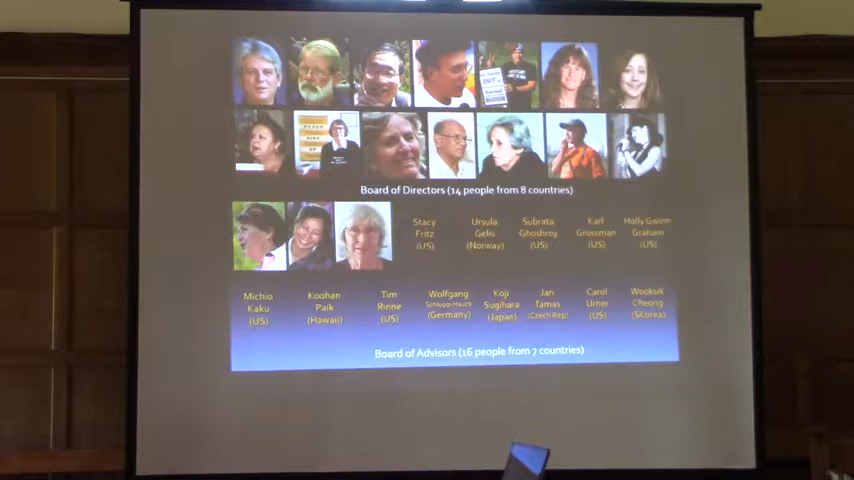 Board of Directors (14 people from 8 countries)
Stacy Fritz (US)
Ursula Gelis (Norway)
Subrata Ghoshroy (US)
Karl Grossman (US)
Holly Gwinn Graham (US)
Michio Kaku (US)
Koohan Paik (Hawaii)
Tim Rinne (US)
Wolfgang Schlupp-Hauck (Germany)
Koji Sugihara (Japan)
Jan Tamas (Czech Rep)
Carol Urner (US)
Wooksik Cheong (SKorea)
Board of Advisors (16 people from 7 countries)